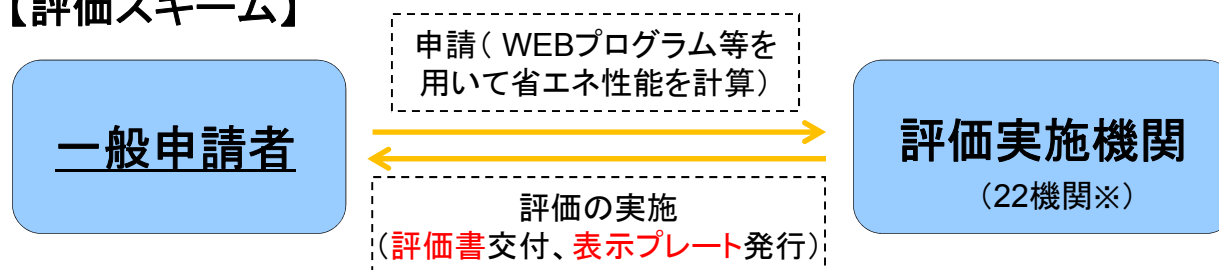 【評価スキーム】
申請( WEBプログラム等を
用いて省エネ性能を計算)
一般申請者
評価実施機関
(22機関※)
評価の実施
(評価書交付、表示プレート発行)